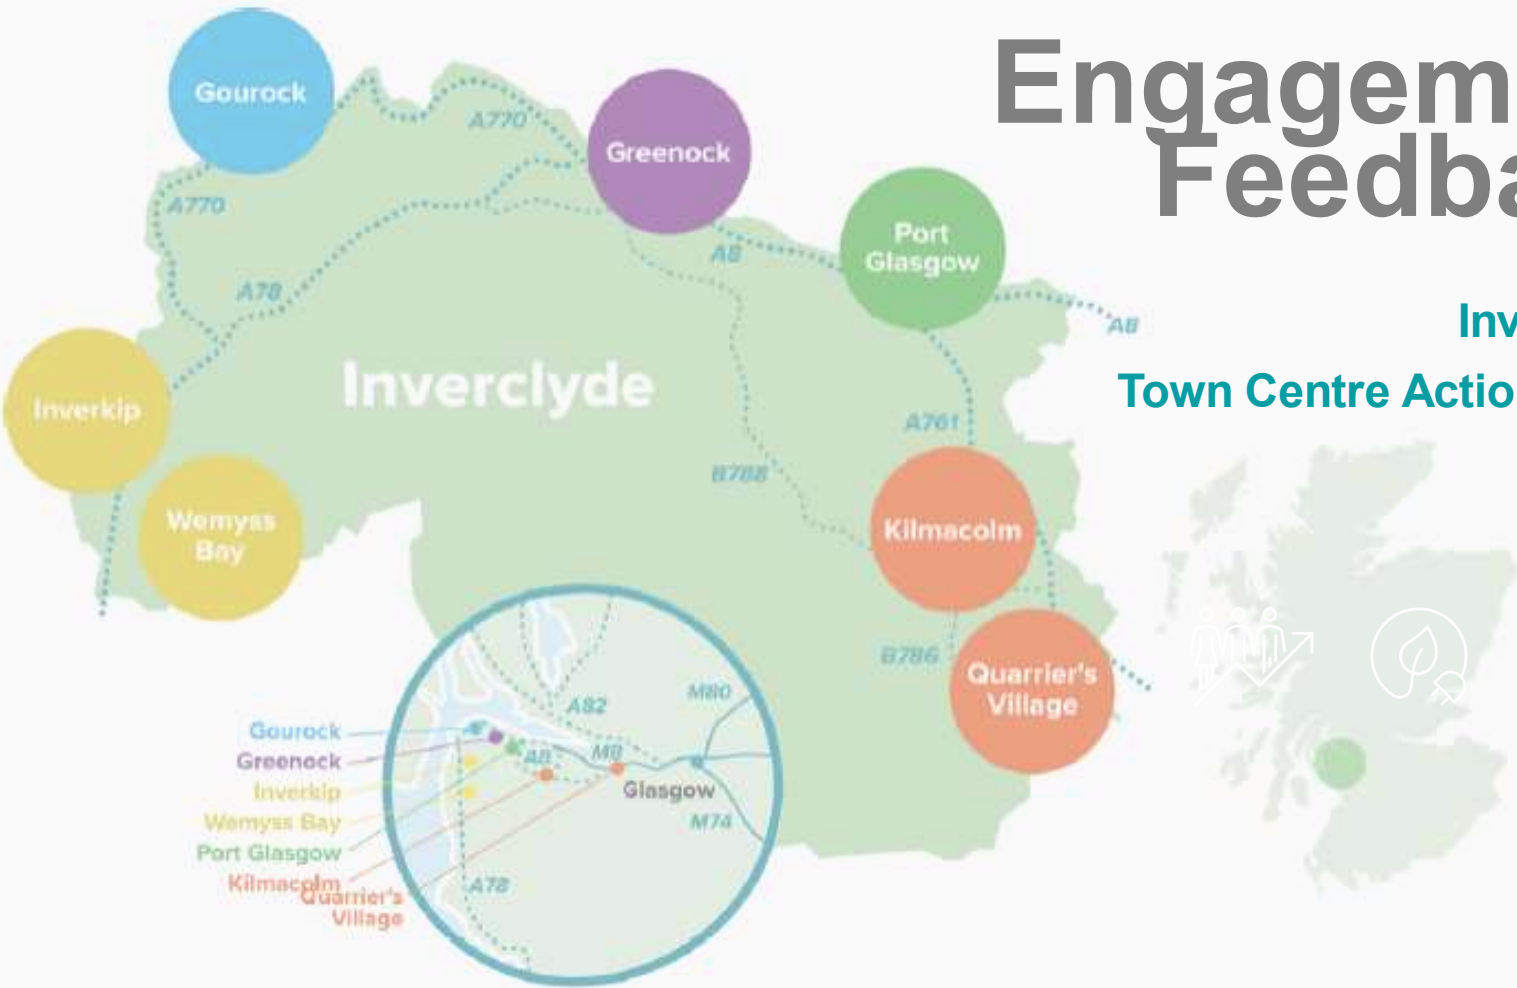 Engagem
Feedba
Inv
Town Centre Actio
Gourock
Greenock
Port
Glasgow
Inverkip
Wemyss
Bay
Kilmacolm
Quarrier's
Village
Inverclyde
A770
A770
A78
A8
A8
A761
B788
B786
Gourock
Greenock
Inverkip
Wemyss Bay
Port Glasgow
Kilmacolm
Quarrier's
Village
A82
M80
A8
M8
Glasgow
M74
A78